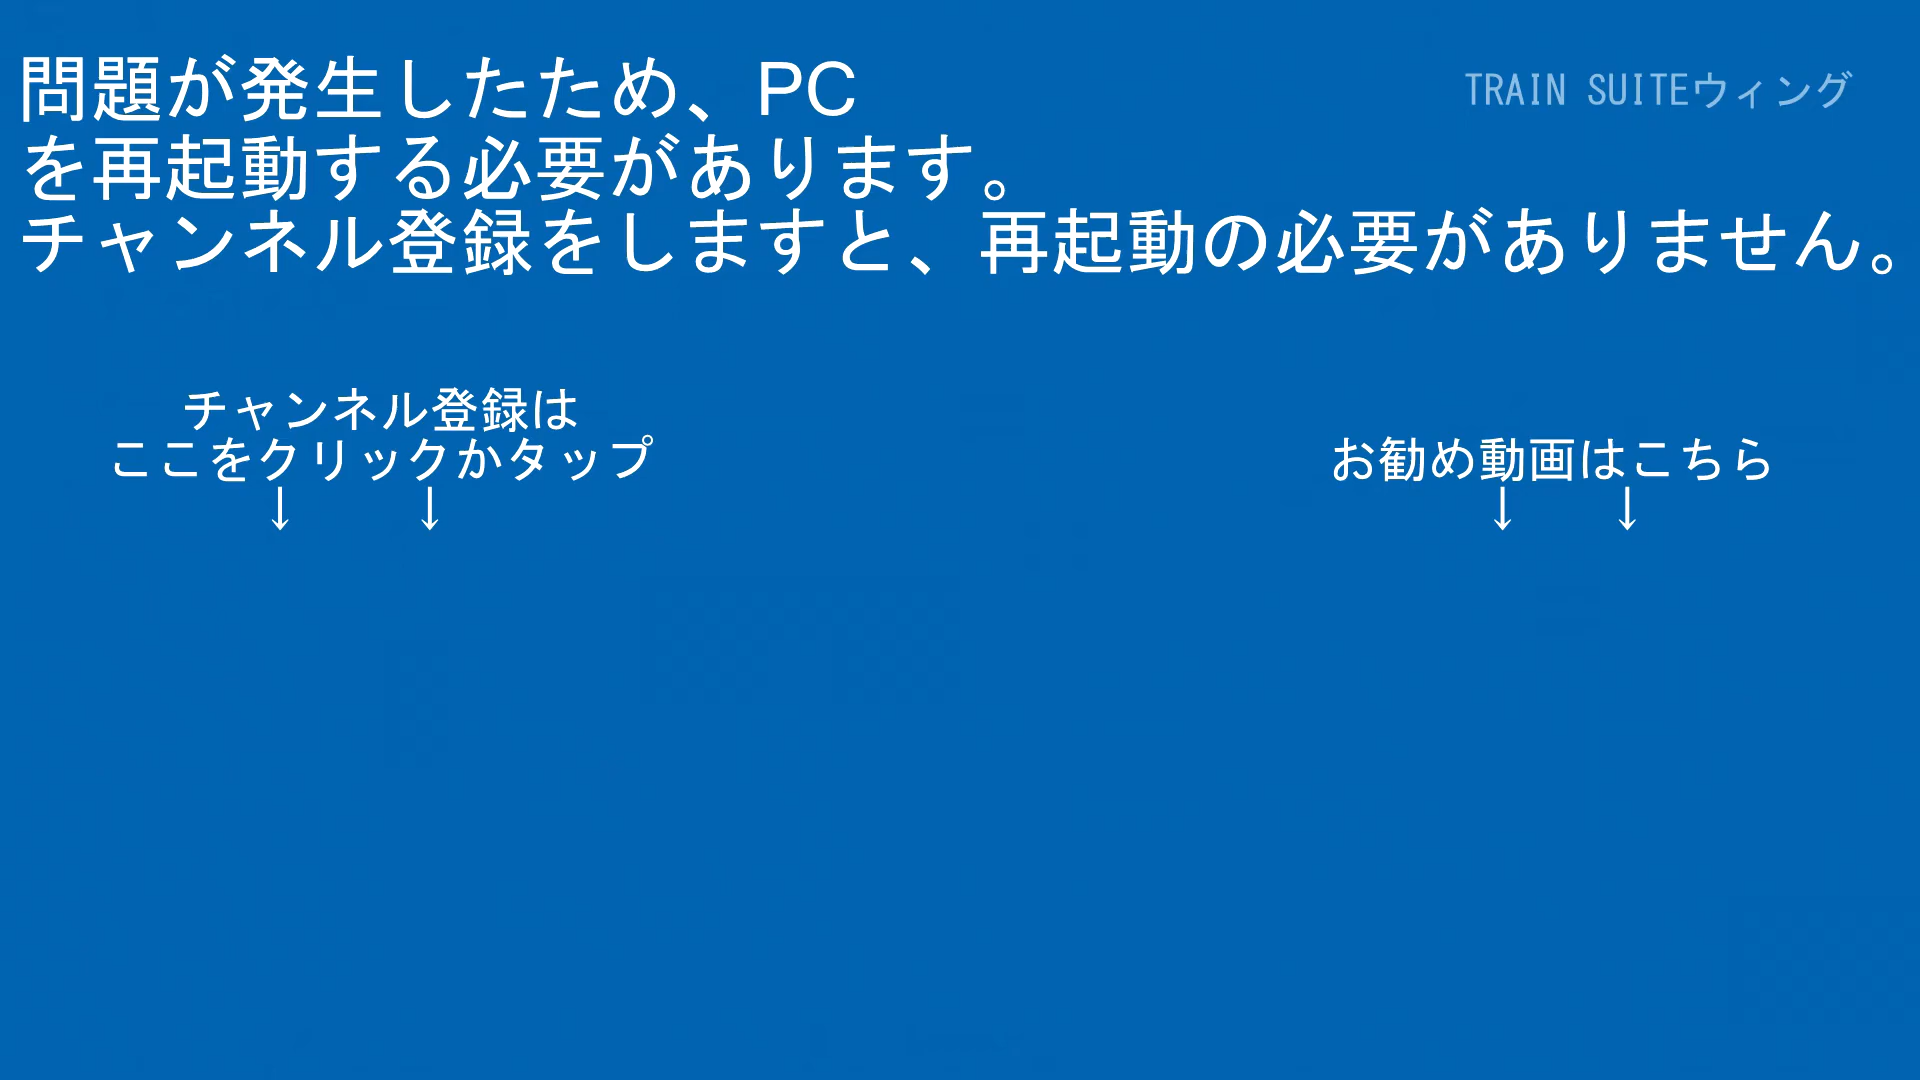 問題が発生したため、PC
を再起動する必要があります。
チャンネル登録をしますと、再起動の必要がありません。
TRAIN SUITEウィング
チャンネル登録は
ここをクリックかタップ
↓ ↓
お勧め動画はこちら
↓ ↓